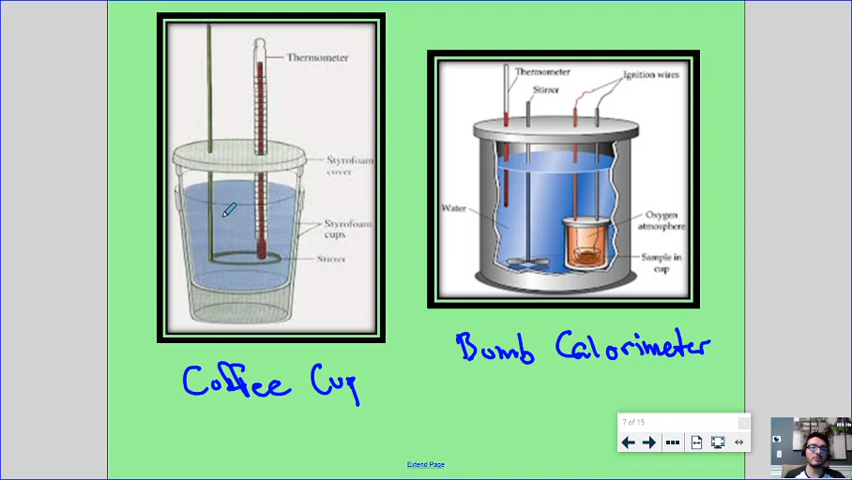 Thermometer
Styrofoam
cover
Styrofoam
cups
Stirrer
Coffee Cup
Thermometer
Stirrer
Ignition wires
Water
Oxygen
atmosphere
Sample in
cup
Bomb Calorimeter
7 of 15
Extend Page